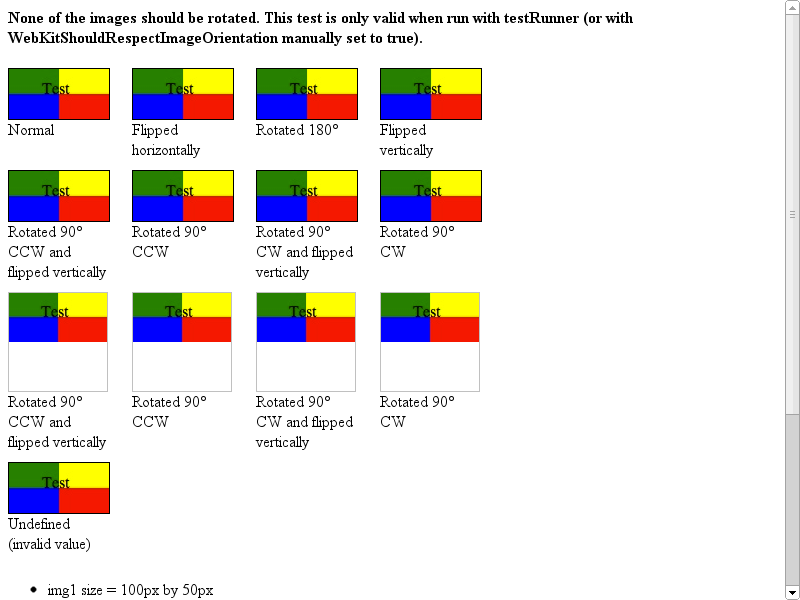 None of the images should be rotated. This test is only valid when run with testRunner (or with
WebKitShouldRespectImageOrientation manually set to true).
Test Test Test Test
Normal Flipped Rotated 180° Flipped
horizontally vertically
Test Test Test Test
Rotated 90° Rotated 90° Rotated 90° Rotated 90°
CCW and CCW CW and flipped CW
flipped vertically vertically
Test Test Test Test
Rotated 90° Rotated 90° Rotated 90° Rotated 90°
CCW and CCW CW and flipped CW
flipped vertically vertically
Test
Undefined
(invalid value)
• img1 size = 100px by 50px